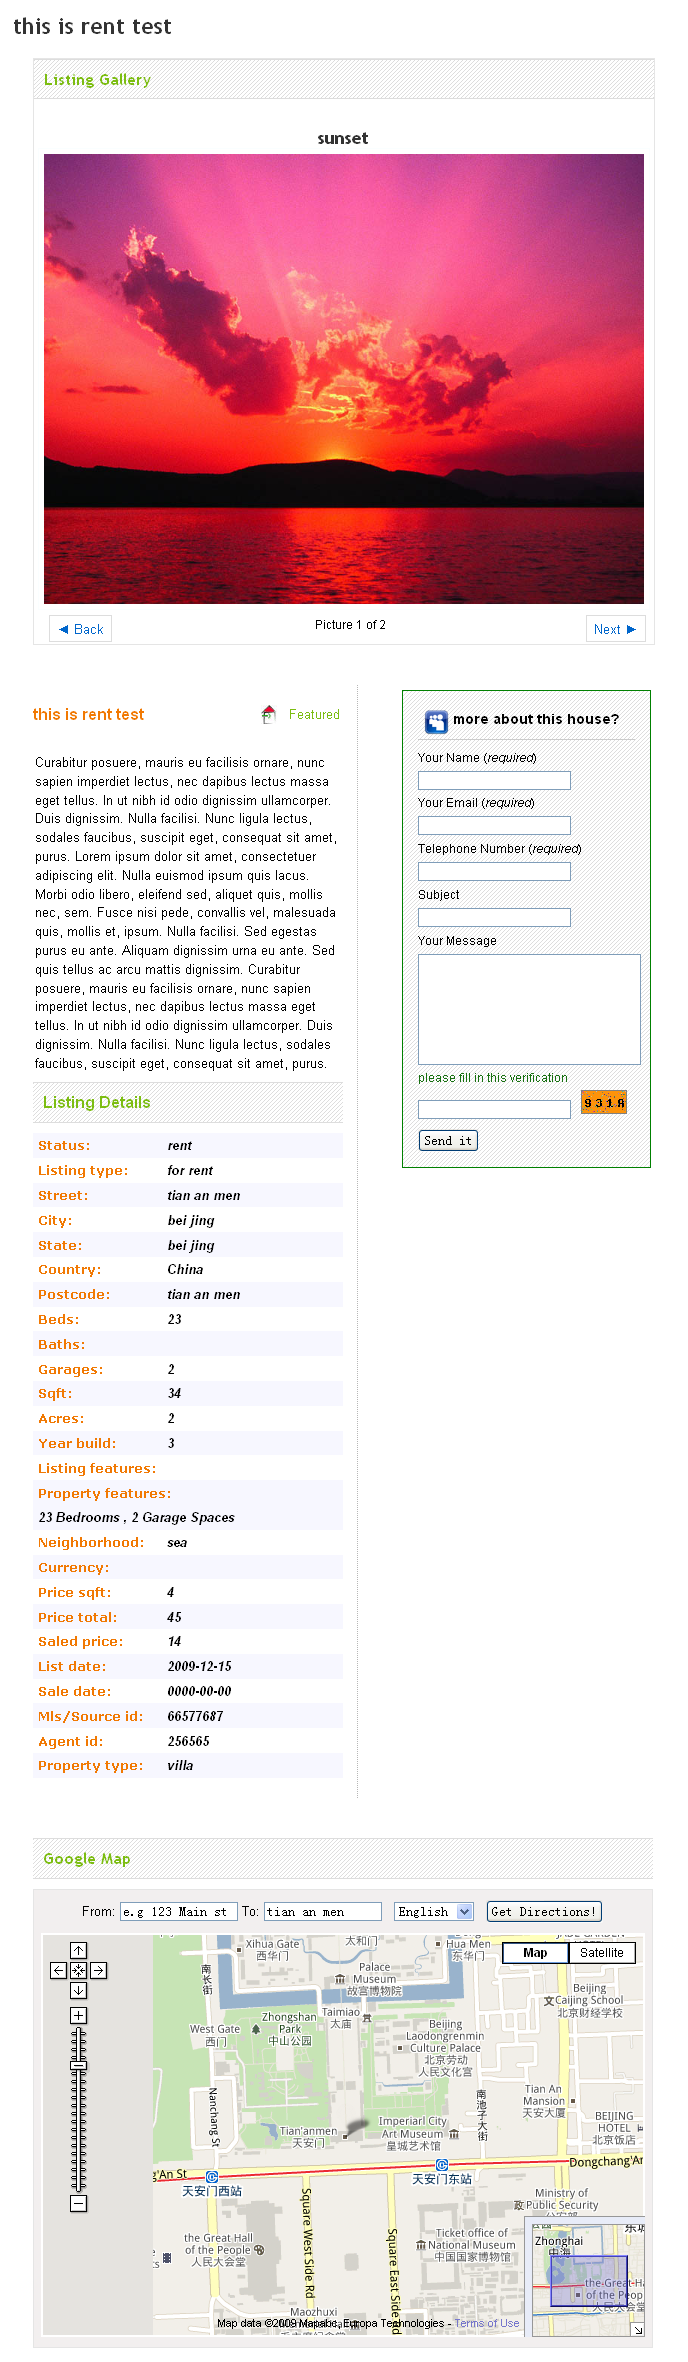 this is rent test
Listing Gallery
sunset
◄ Back
Picture 1 of 2
Next ►
this is rent test
Featured
Curabitur posuere, mauris eu facilisis ornare, nunc
sapien imperdiet lectus, nec dapibus lectus massa
eget tellus. In ut nibh id odio dignissim ullamcorper.
Duis dignissim. Nulla facilisi. Nunc ligula lectus,
sodales faucibus, suscipit eget, consequat sit amet,
purus. Lorem ipsum dolor sit amet, consectetuer
adipiscing elit. Nulla euismod ipsum quis lacus.
Morbi odio libero, eleifend sed, aliquet quis, mollis
nec, sem. Fusce nisi pede, convallis vel, malesuada
quis, mollis et, ipsum. Nulla facilisi. Sed egestas
purus eu ante. Aliquam dignissim urna eu ante. Sed
quis tellus ac arcu mattis dignissim. Curabitur
posuere, mauris eu facilisis ornare, nunc sapien
imperdiet lectus, nec dapibus lectus massa eget
tellus. In ut nibh id odio dignissim ullamcorper. Duis
dignissim. Nulla facilisi. Nunc ligula lectus, sodales
faucibus, suscipit eget, consequat sit amet, purus.
Listing Details
Status: rent
Listing type: for rent
Street: tian an men
City: bei jing
State: bei jing
Country: China
Postcode: tian an men
Beds: 23
Baths:
Garages: 2
Sqft: 34
Acres: 2
Year build: 3
Listing features:
Property features:
23 Bedrooms , 2 Garage Spaces
Neighborhood: sea
Currency:
Price sqft: 4
Price total: 45
Saled price: 14
List date: 2009-12-15
Sale date: 0000-00-00
Mls/Source id: 66577687
Agent id: 256565
Property type: villa
more about this house?
Your Name (required)
Your Email (required)
Telephone Number (required)
Subject
Your Message
please fill in this verification
Send it
Google Map
From: e.g 123 Main st To: tian an men English Get Directions!
Map Satellite
Xihua Gate
西华门
太和门
Hua Men
东华门
南长街
Palace
Museum
故宫博物院
Beijing
Caijing School
北京财经学校
Zhongshan
Park
中山公园
Taimiao
太庙
West Gate
西门
Beijing
Laodongrenmin
Culture Palace
北京劳动
人民文化宫
Nanchang St
南池子大街
Tian An
Mansion
天安大厦
Tian'anmen
天安门
Imperiarl City
Art Museum
皇城艺术馆
BEIJING
HOTEL
北京饭店
g'An St
天安门西站
天安门东站
Dongchang'An
Ministry of
Public Security
the Great Hall
of the People
人民大会堂
Square West Side Rd
Square East Side Rd
Ticket office of
National Museum
中国国家博物馆
Zhonghai
中海
东城
the Great Ha
of the Peop
人民大会堂
Maozhuxi
Map data ©2009 Mapabc, Europa Technologies - Terms of Use